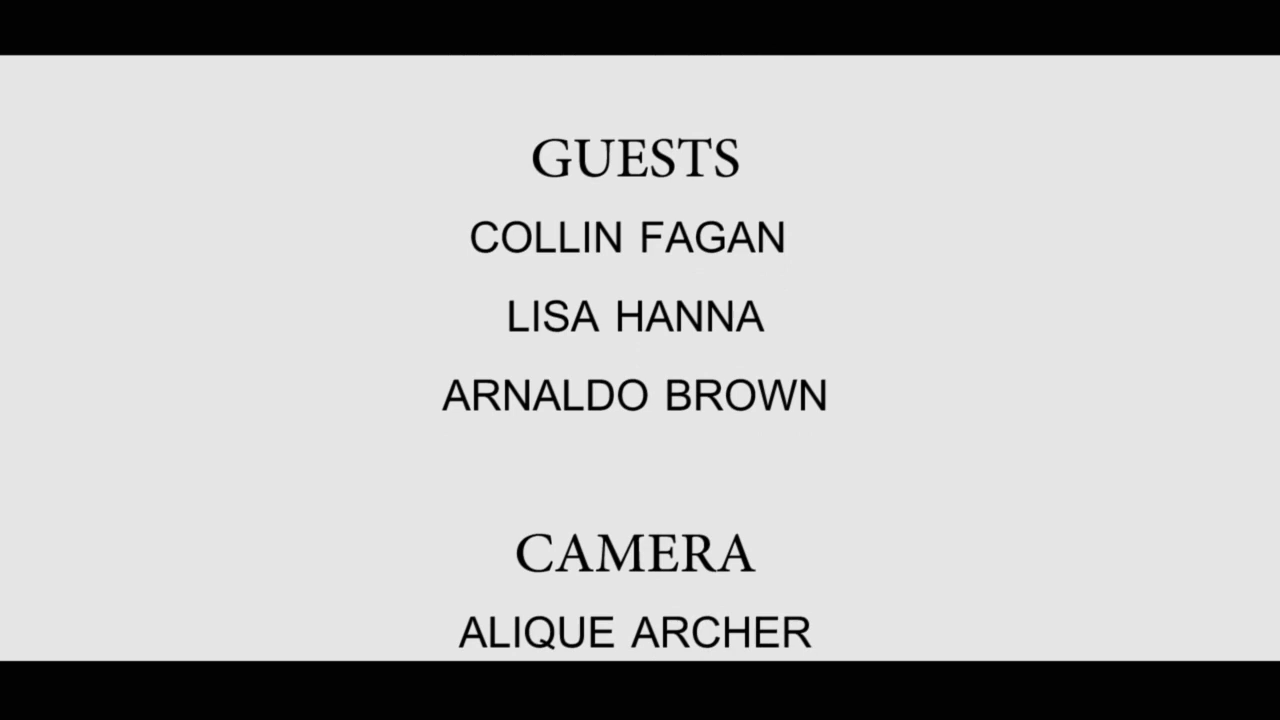 GUESTS
COLLIN FAGAN
LISA HANNA
ARNALDO BROWN
CAMERA
ALIQUE ARCHER